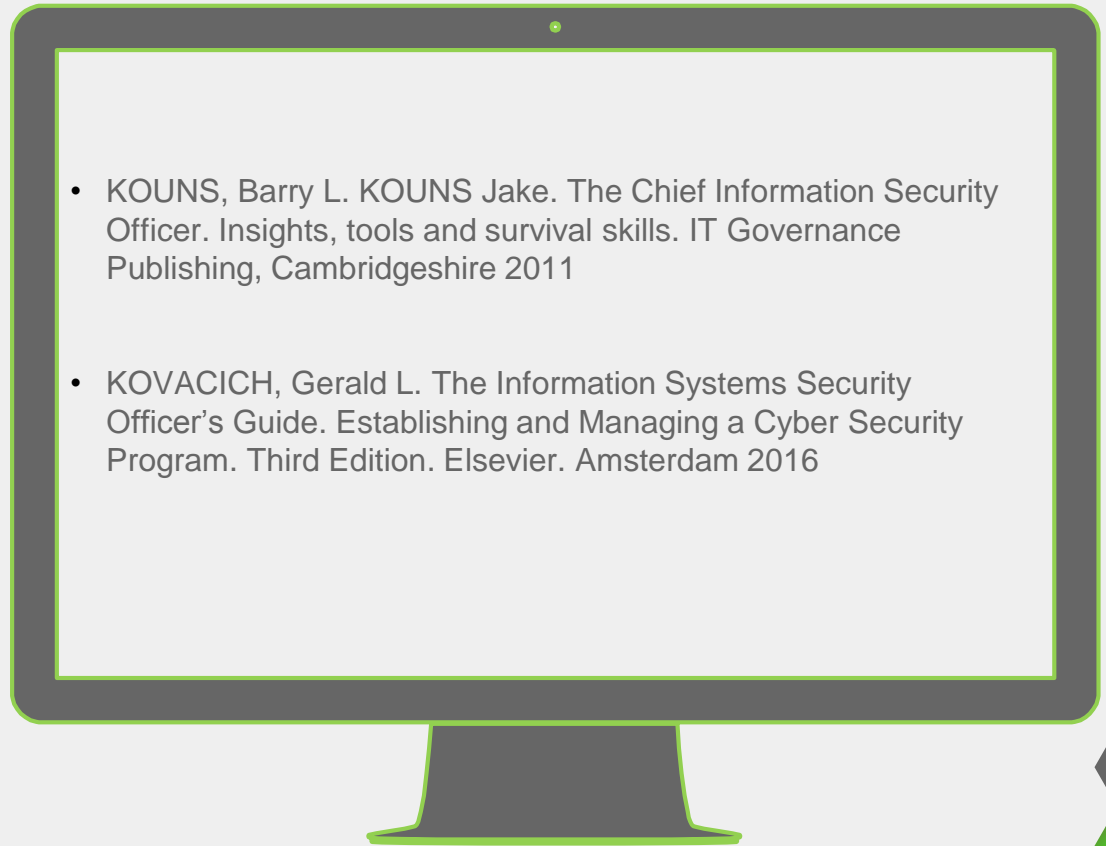 • KOUNS, Barry L. KOUNS Jake. The Chief Information Security
Officer. Insights, tools and survival skills. IT Governance
Publishing, Cambridgeshire 2011
• KOVACICH, Gerald L. The Information Systems Security
Officer’s Guide. Establishing and Managing a Cyber Security
Program. Third Edition. Elsevier. Amsterdam 2016